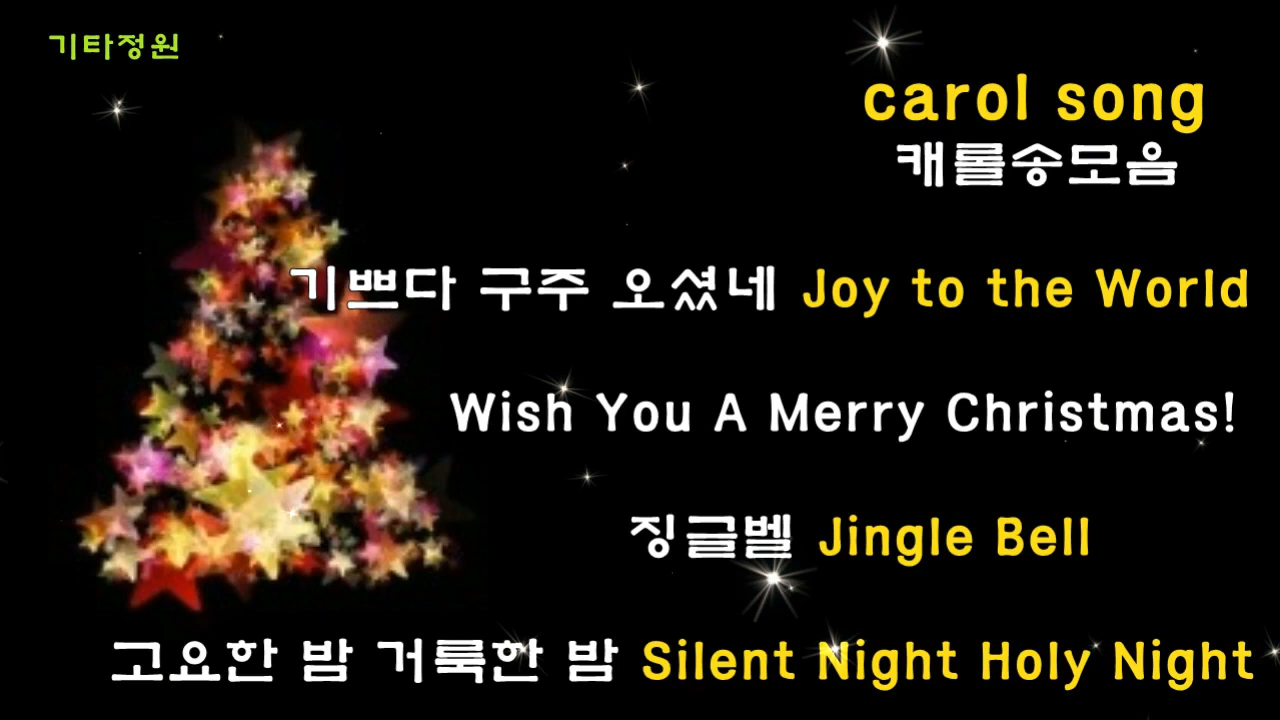 기타정원
carol song
캐롤송모음
기쁘다 구주 오셨네 Joy to the World
Wish You A Merry Christmas!
징글벨 Jingle Bell
고요한 밤 거룩한 밤 Silent Night Holy Night